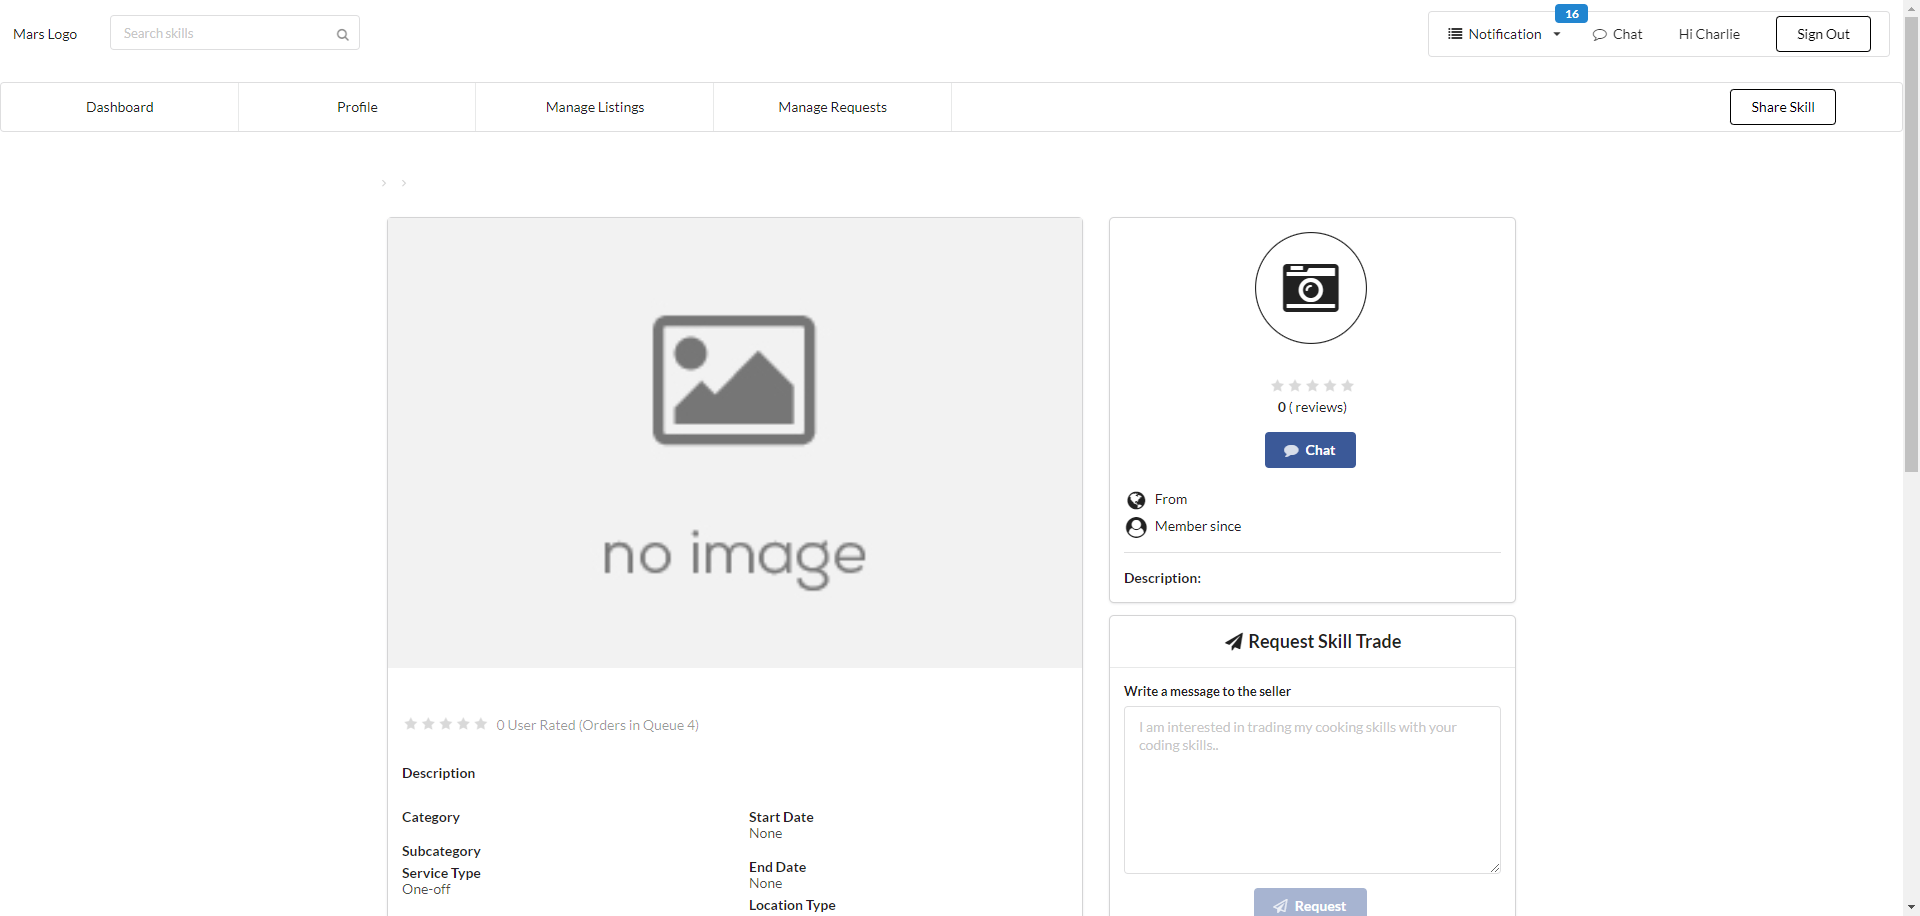 Mars Logo
Search skills
16
Notification
Chat
Hi Charlie
Sign Out
Dashboard
Profile
Manage Listings
Manage Requests
Share Skill
no image
0 User Rated (Orders in Queue 4)
Description
Category
Subcategory
Service Type
One-off
Start Date
None
End Date
None
Location Type
0 ( reviews)
Chat
From
Member since
Description:
Request Skill Trade
Write a message to the seller
I am interested in trading my cooking skills with your
coding skills..
Request